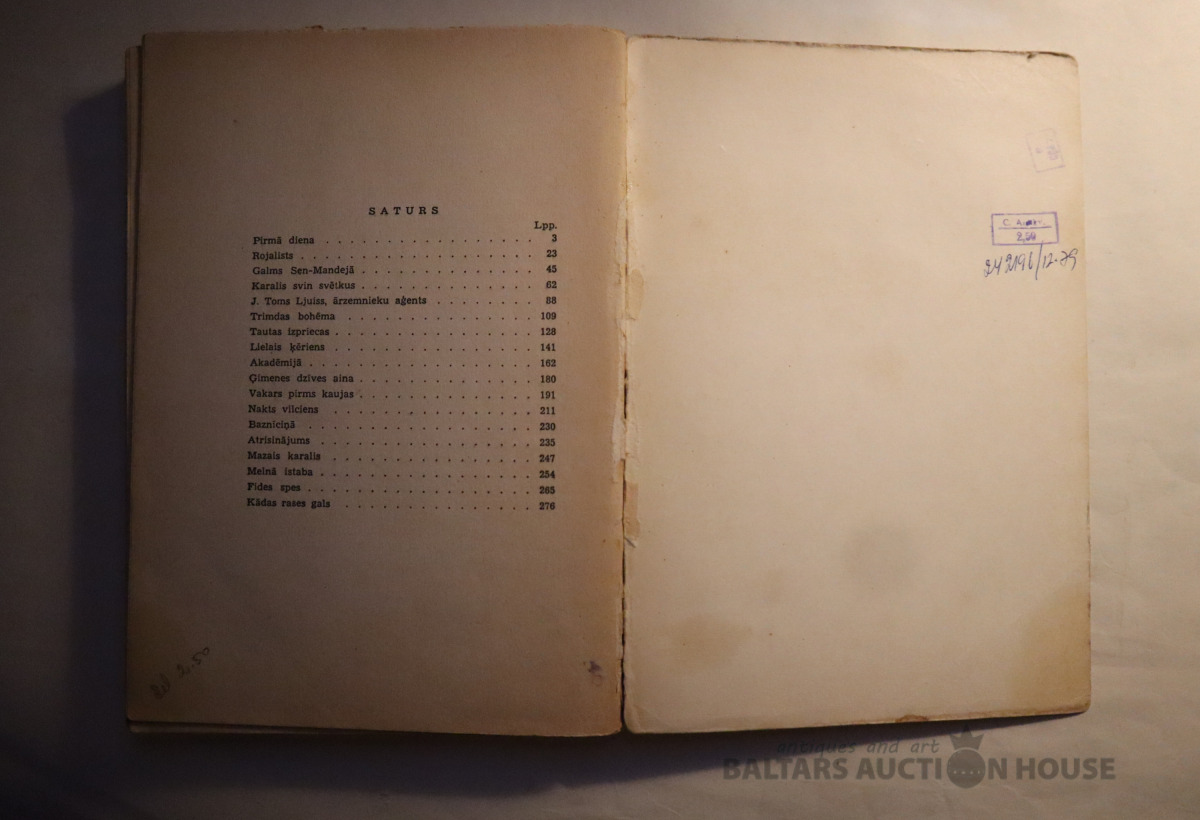 SATURS
Lpp.
Pirmā diena . . . . . . . . . . . . . . . . . 3
Rojalists . . . . . . . . . . . . . . . . . . . 23
Galms Sen-Mandejā . . . . . . . . . . . . . . 45
Karalis svin svētkus . . . . . . . . . . . . . . 62
J. Toms Ljuiss, ārzemnieku aģents . . . . . . . . 88
Trimdas bohēma . . . . . . . . . . . . . . . . 109
Tautas izpriecas . . . . . . . . . . . . . . . . 128
Lielais ķēriens . . . . . . . . . . . . . . . . 141
Akadēmijā . . . . . . . . . . . . . . . . . . 162
Ģimenes dzīves aina . . . . . . . . . . . . . . 180
Vakars pirms kaujas . . . . . . . . . . . . . . 191
Nakts vilciens . . . . . . . . . . . . . . . . 211
Bazniciņā . . . . . . . . . . . . . . . . . . 230
Atrisinājums . . . . . . . . . . . . . . . . . 235
Mazais karalis . . . . . . . . . . . . . . . . 247
Melnā istaba . . . . . . . . . . . . . . . . . 254
Fides spes . . . . . . . . . . . . . . . . . . 265
Kādas rases gals . . . . . . . . . . . . . . . 276
2.50
2,50
antiques and art
BALTARS AUCTION HOUSE